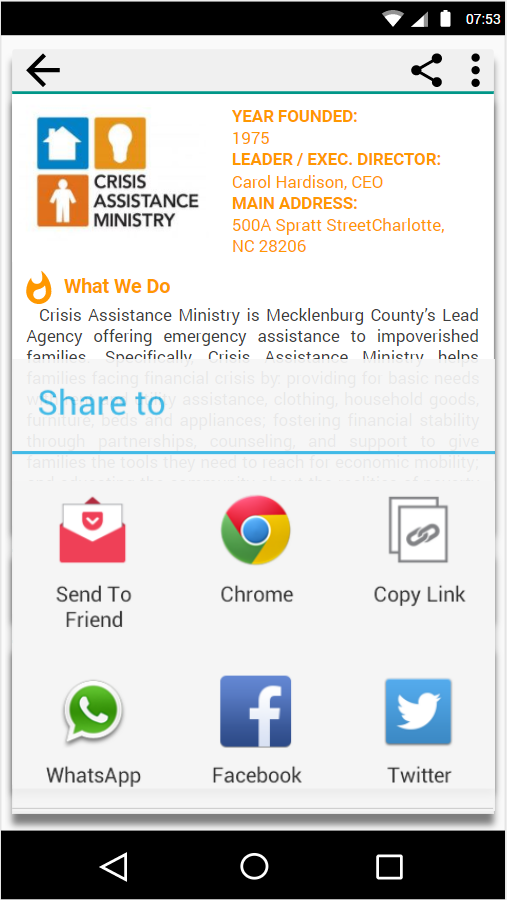 07:53
YEAR FOUNDED:
1975
LEADER / EXEC. DIRECTOR:
Carol Hardison, CEO
MAIN ADDRESS:
500A Spratt StreetCharlotte,
NC 28206
CRISIS
ASSISTANCE
MINISTRY
What We Do
Crisis Assistance Ministry is Mecklenburg County’s Lead
Agency offering emergency assistance to impoverished
families. Specifically, Crisis Assistance Ministry helps
families facing financial crisis by: providing for basic needs
assistance, clothing, household goods,
furniture, beds and appliances; fostering financial stability
through partnerships, counseling, and support to give
families the tools they need to reach for economic mobility;
Share to
Send To
Friend
Chrome
Copy Link
WhatsApp
Facebook
Twitter